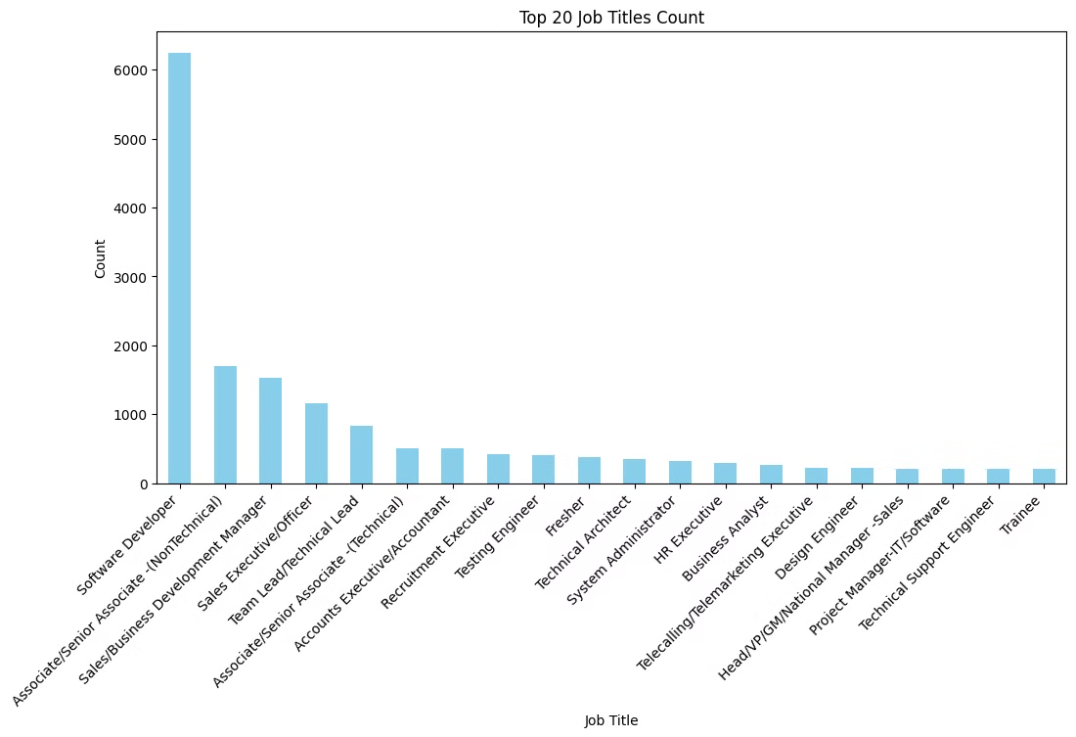 Top 20 Job Titles Count
6000
5000
4000
3000
2000
1000
0
Count
Software Developer
Associate/Senior Associate -(NonTechnical)
Sales/Business Development Manager
Sales Executive/Officer
Team Lead/Technical Lead
Associate/Senior Associate -(Technical)
Accounts Executive/Accountant
Recruitment Executive
Testing Engineer
Fresher
Technical Architect
System Administrator
HR Executive
Business Analyst
Telecalling/Telemarketing Executive
Design Engineer
Head/VP/GM/National Manager -Sales
Project Manager-IT/Software
Technical Support Engineer
Trainee
Job Title